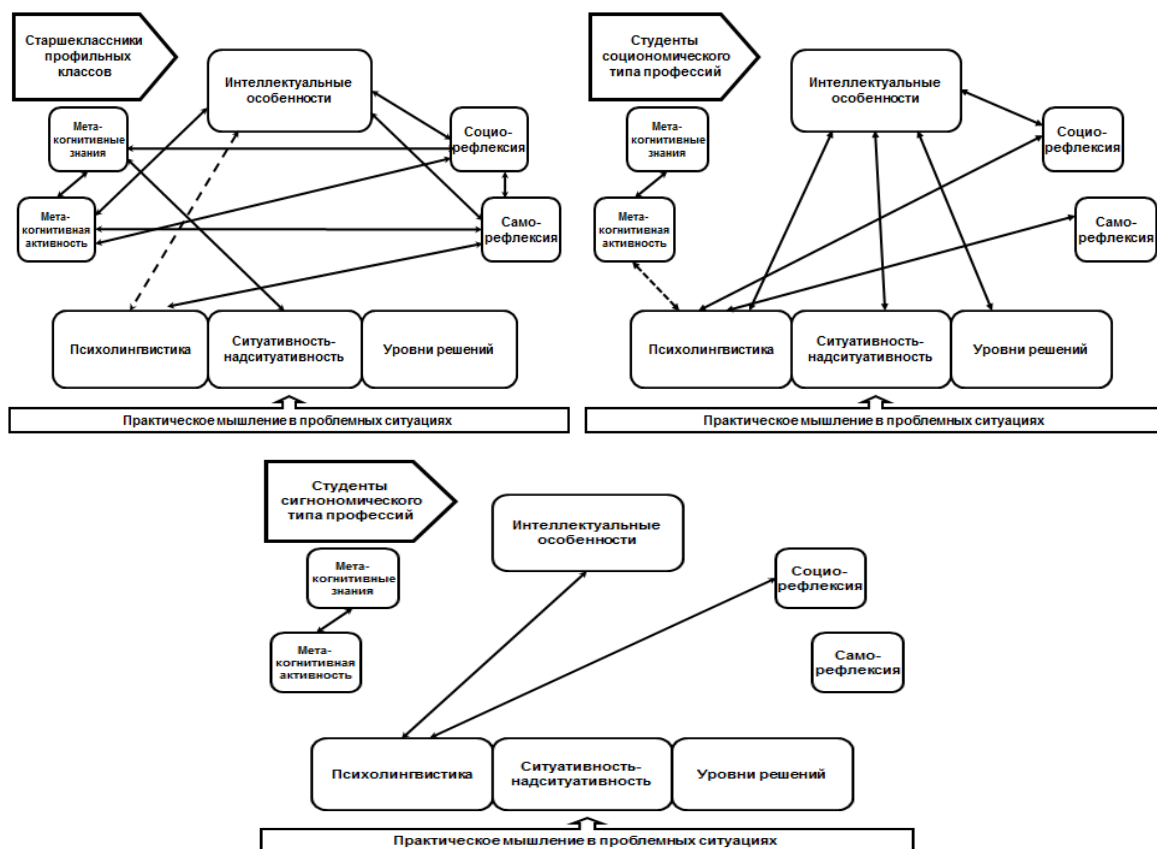 Старшеклассники
профильных
классов
Интеллектуальные
особенности
Мета-
когнитивные
знания
Социо-
рефлексия
Мета-
когнитивная
активность
Само-
рефлексия
Психолингвистика
Ситуативность-
надситуативность
Уровни решений
Практическое мышление в проблемных ситуациях
Студенты
социономического
типа профессий
Интеллектуальные
особенности
Мета-
когнитивные
знания
Социо-
рефлексия
Мета-
когнитивная
активность
Само-
рефлексия
Психолингвистика
Ситуативность-
надситуативность
Уровни решений
Практическое мышление в проблемных ситуациях
Студенты
сигнономического
типа профессий
Интеллектуальные
особенности
Мета-
когнитивные
знания
Социо-
рефлексия
Мета-
когнитивная
активность
Само-
рефлексия
Психолингвистика
Ситуативность-
надситуативность
Уровни решений
Практическое мышление в проблемных ситуациях